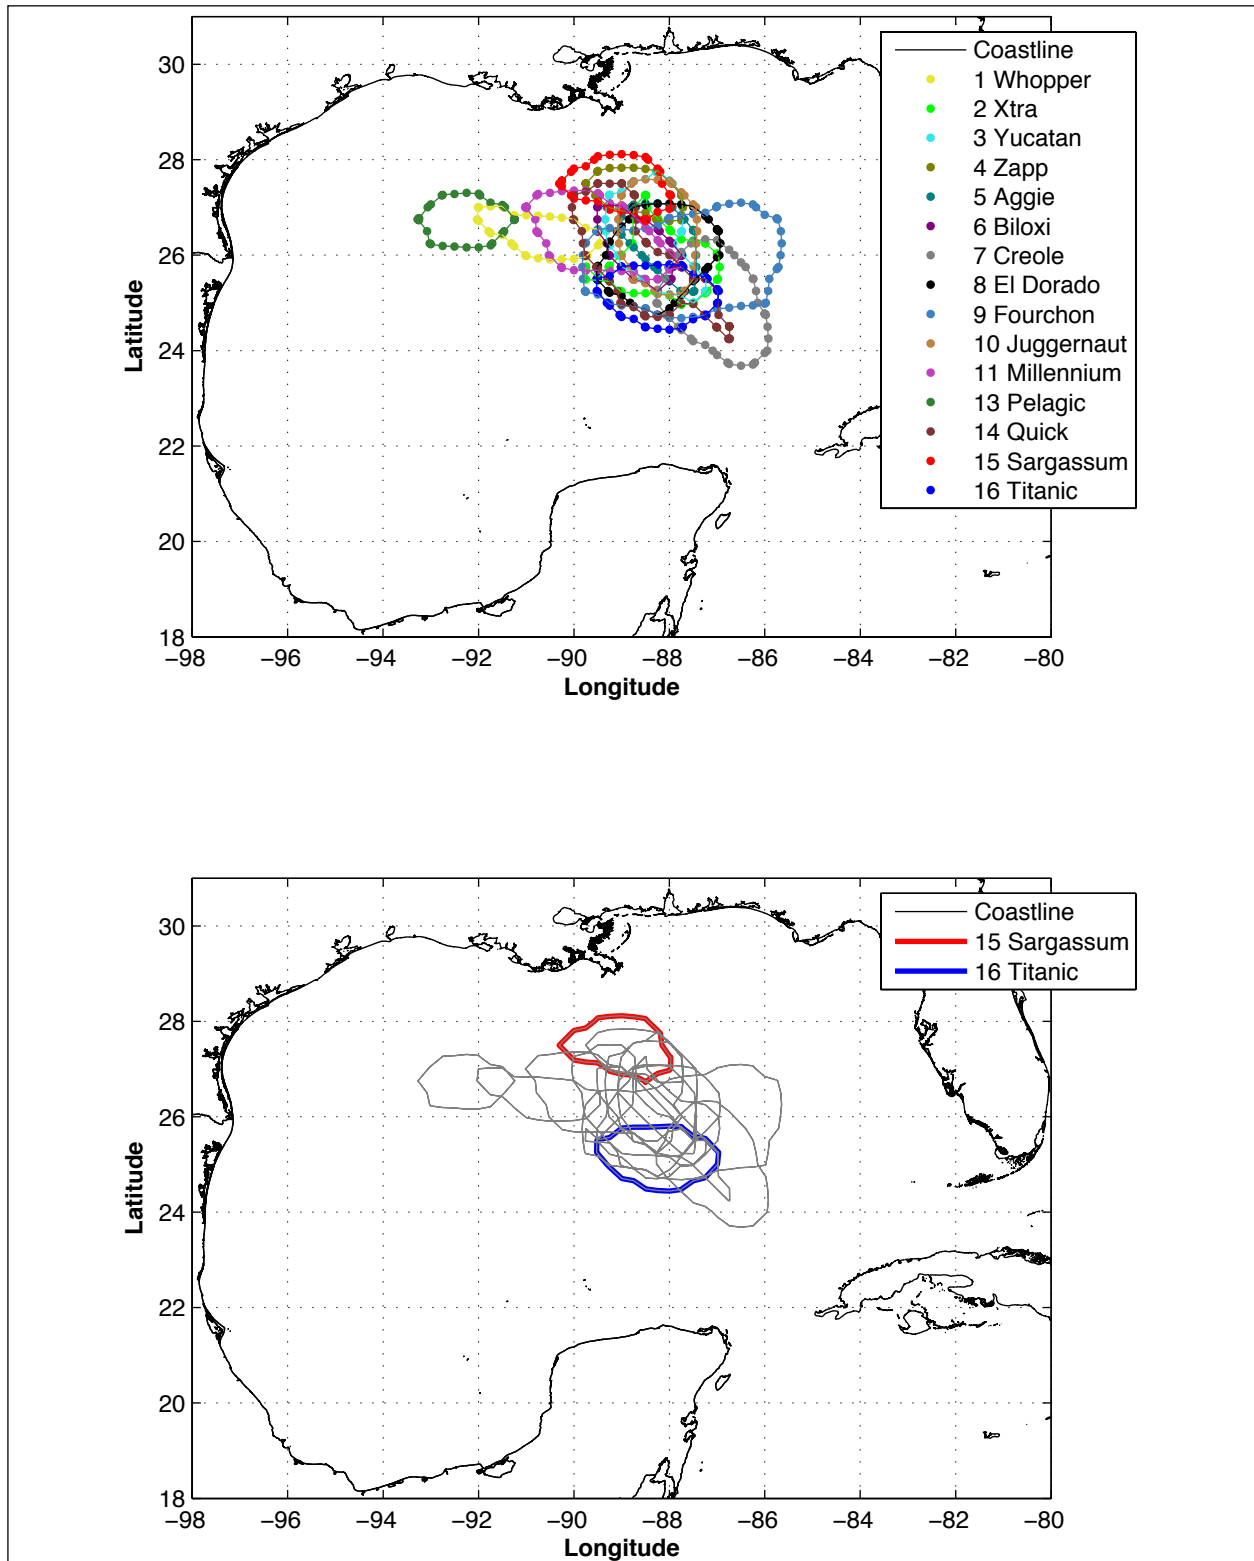 30
28
26
24
22
20
18
Latitude
−98
−96
−94
−92
−90
−88
−86
−84
−82
−80
Longitude
Coastline
1 Whopper
2 Xtra
3 Yucatan
4 Zapp
5 Aggie
6 Biloxi
7 Creole
8 El Dorado
9 Fourchon
10 Juggernaut
11 Millennium
13 Pelagic
14 Quick
15 Sargassum
16 Titanic
30
28
26
24
22
20
18
Latitude
−98
−96
−94
−92
−90
−88
−86
−84
−82
−80
Longitude
Coastline
15 Sargassum
16 Titanic